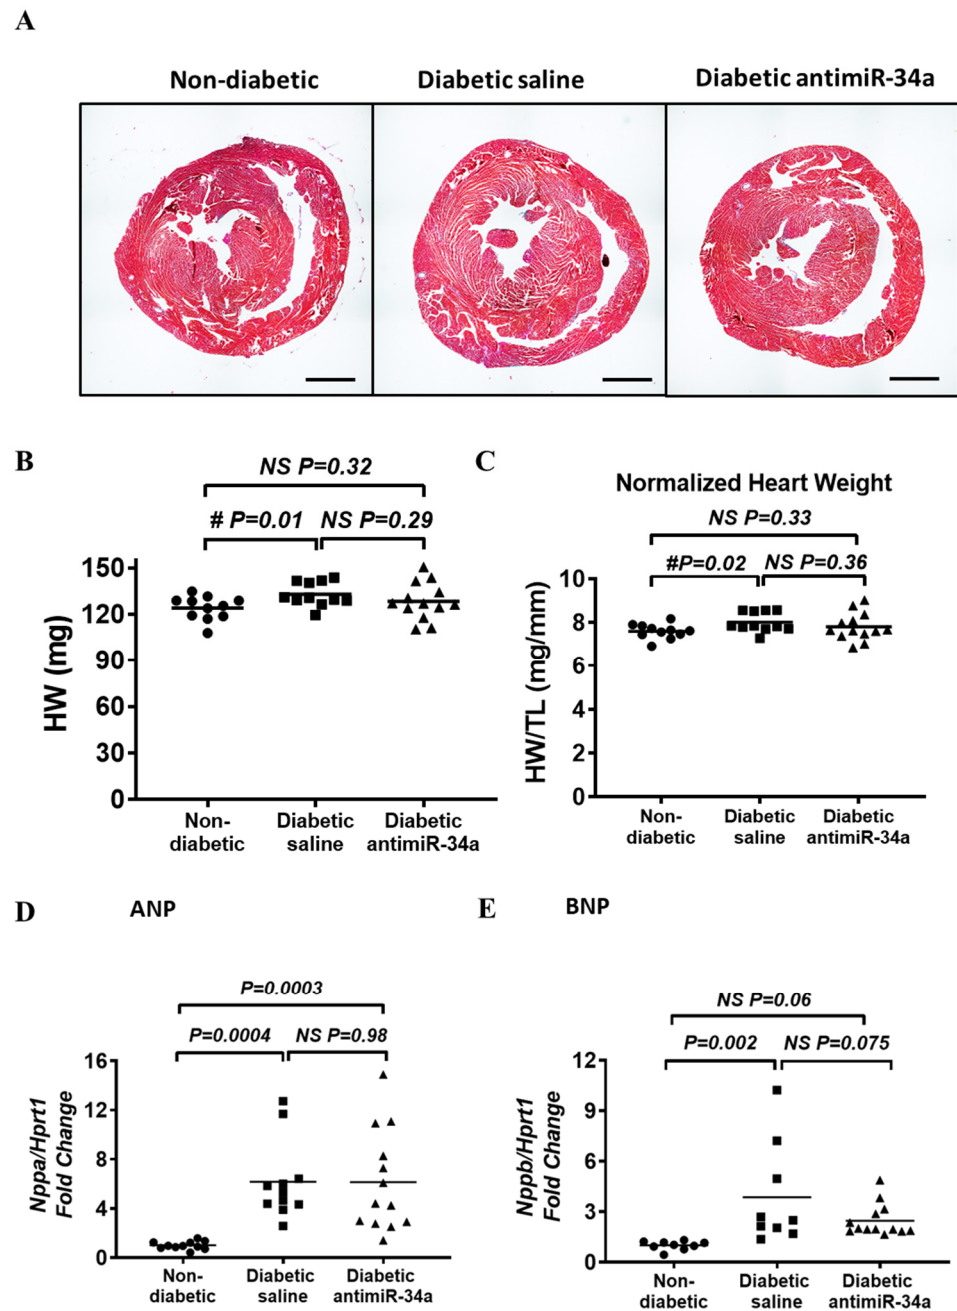 A
Non-diabetic
Diabetic saline
Diabetic antimiR-34a
B
NS P=0.32
# P=0.01
NS P=0.29
HW (mg)
150
120
90
60
30
0
Non-
diabetic
Diabetic
saline
Diabetic
antimiR-34a
C
Normalized Heart Weight
NS P=0.33
#P=0.02
NS P=0.36
HW/TL (mg/mm)
10
8
6
4
2
0
Non-
diabetic
Diabetic
saline
Diabetic
antimiR-34a
D
ANP
P=0.0003
P=0.0004
NS P=0.98
Nppa/Hprt1
Fold Change
16
12
8
4
0
Non-
diabetic
Diabetic
saline
Diabetic
antimiR-34a
E
BNP
NS P=0.06
P=0.002
NS P=0.075
Nppb/Hprt1
Fold Change
12
9
6
3
0
Non-
diabetic
Diabetic
saline
Diabetic
antimiR-34a